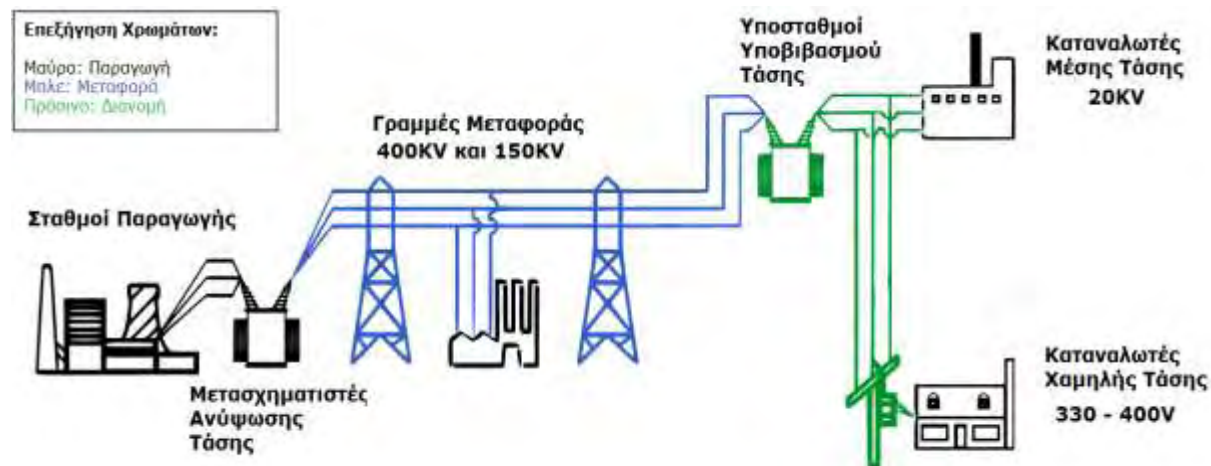 Επεξήγηση Χρωμάτων:
Μαύρο: Παραγωγή
Μπλε: Μεταφορά
Πράσινο: Διανομή
Υποσταθμοί
Υποβιβασμού
Τάσης
Καταναλωτές
Μέσης Τάσης
20KV
Γραμμές Μεταφοράς
400KV και 150KV
Σταθμοί Παραγωγής
Μετασχηματιστές
Ανύψωσης
Τάσης
Καταναλωτές
Χαμηλής Τάσης
330 - 400V